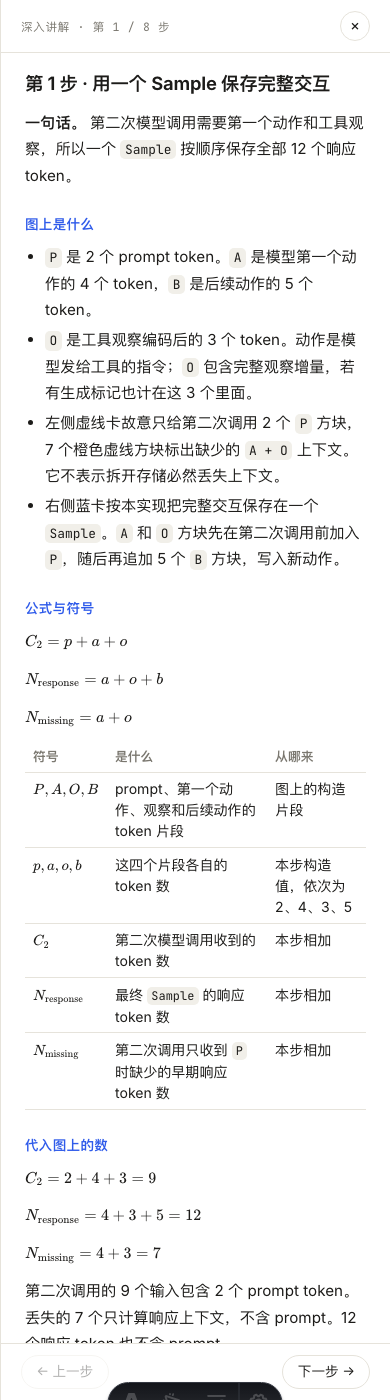 深入讲解 · 第 1 / 8 步
×
第 1 步 · 用一个 Sample 保存完整交互
一句话。 第二次模型调用需要第一个动作和工具观
察，所以一个 Sample 按顺序保存全部 12 个响应
token。
图上是什么
• P 是 2 个 prompt token。A 是模型第一个动
作的 4 个 token，B 是后续动作的 5 个
token。
• O 是工具观察编码后的 3 个 token。动作是模
型发给工具的指令；O 包含完整观察增量，若
有生成标记也计在这 3 个里面。
• 左侧虚线卡故意只给第二次调用 2 个 P 方块，
7 个橙色虚线方块标出缺少的 A + O 上下文。
它不表示拆开存储必然丢失上下文。
• 右侧蓝卡按本实现把完整交互保存在一个
Sample。A 和 O 方块先在第二次调用前加入
P，随后再追加 5 个 B 方块，写入新动作。
公式与符号
C₂ = p + a + o
N_response = a + o + b
N_missing = a + o
符号 是什么 从哪来
P, A, O, B prompt、第一个动 图上的构造
作、观察和后续动作的 片段
token 片段
p, a, o, b 这四个片段各自的 本步构造
token 数 值，依次为
2、4、3、5
C₂ 第二次模型调用收到的 本步相加
token 数
N_response 最终 Sample 的响应 本步相加
token 数
N_missing 第二次调用只收到 P 本步相加
时缺少的早期响应
token 数
代入图上的数
C₂ = 2 + 4 + 3 = 9
N_response = 4 + 3 + 5 = 12
N_missing = 4 + 3 = 7
第二次调用的 9 个输入包含 2 个 prompt token。
丢失的 7 个只计算响应上下文，不含 prompt。12
个响应 token 也不含 prompt
← 上一步
下一步 →